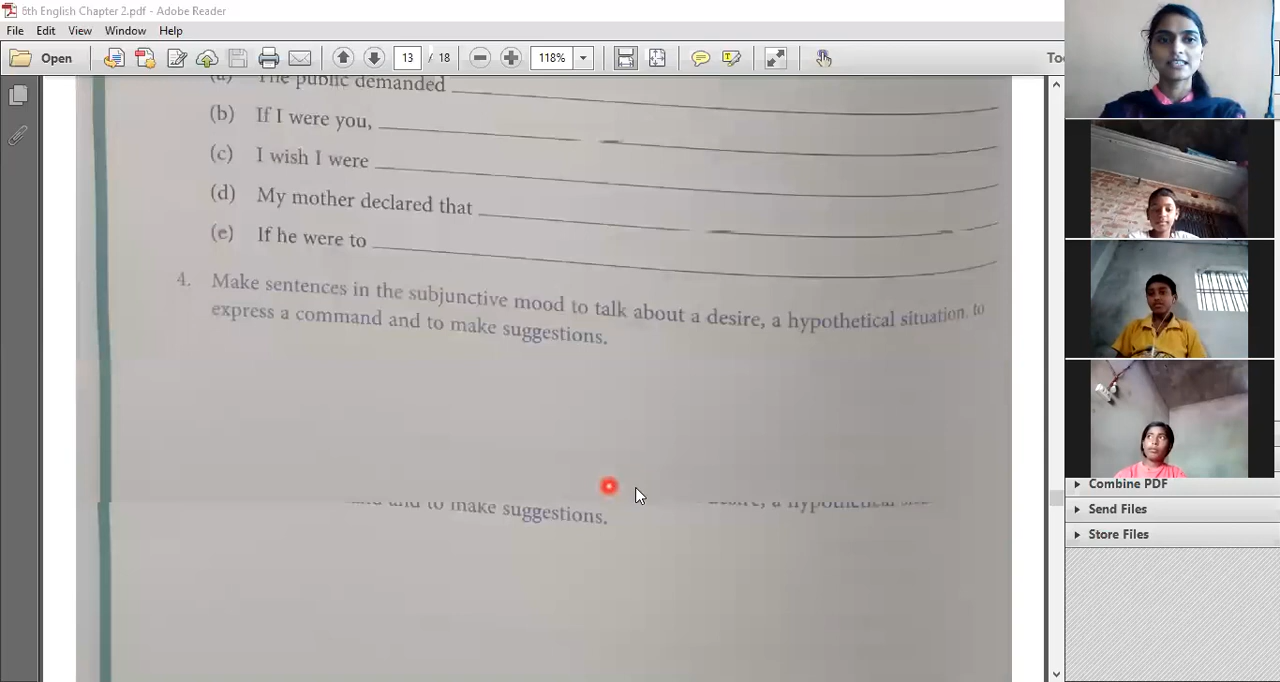 6th English Chapter 2.pdf - Adobe Reader
File Edit View Window Help
Open 13 / 18 118%
(a) The public demanded
(b) If I were you,
(c) I wish I were
(d) My mother declared that
(e) If he were to
4. Make sentences in the subjunctive mood to talk about a desire, a hypothetical situation, to
express a command and to make suggestions.
and to make suggestions. desire, a hypothetical
Combine PDF
Send Files
Store Files